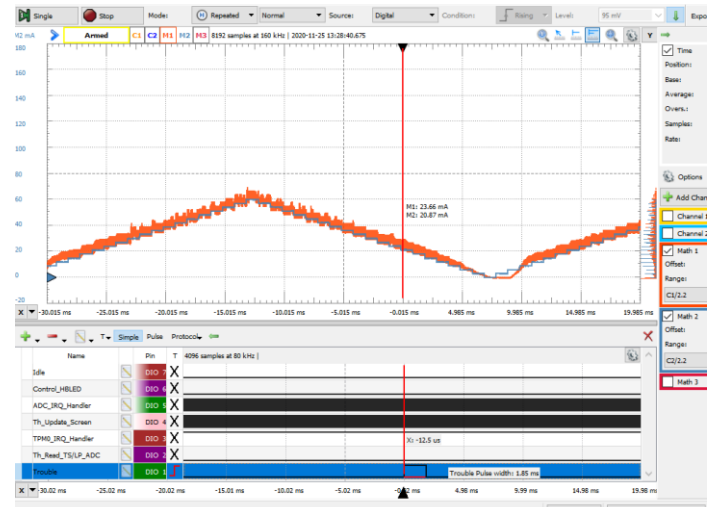 Single Stop Mode: Repeated Normal Source: Digital Condition: Rising Level: 95 mV Expo
M2 mA Armed C1 C2 M1 M2 M3 8192 samples at 160 kHz | 2020-11-25 13:28:40.675 Y
180
160
140
120
100
80
60
40
20
0
-20
M1: 23.66 mA
M2: 20.87 mA
X -30.015 ms -25.015 ms -20.015 ms -15.015 ms -10.015 ms -5.015 ms -0.015 ms 4.985 ms 9.985 ms 14.985 ms 19.985 ms
Time
Position:
Base:
Average:
Overs.:
Samples:
Rate:
Options
Add Chan
Channel 1
Channel 2
Math 1
Offset:
Range:
C1/2.2
Math 2
Offset:
Range:
C2/2.2
Math 3
T Simple Pulse Protocol X
Name Pin T 4096 samples at 80 kHz |
Idle DIO 7 X
Control_HBLED DIO 6 X
ADC_IRQ_Handler DIO 5 X
Th_Update_Screen DIO 4 X
TPM0_IRQ_Handler DIO 3 X X: -12.5 us
Th_Read_TS/LP_ADC DIO 2 X
Trouble DIO 1 Trouble Pulse width: 1.85 ms
X -30.02 ms -25.02 ms -20.02 ms -15.01 ms -10.02 ms -5.02 ms -0.02 ms 4.98 ms 9.99 ms 14.98 ms 19.98 ms